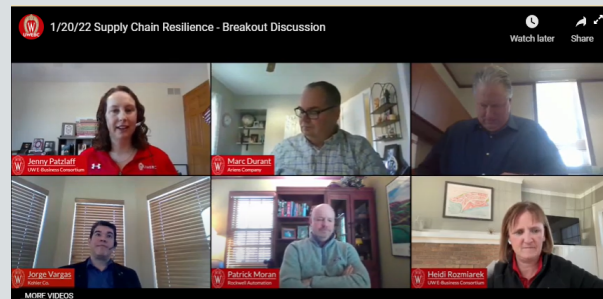 UWEBC
1/20/22 Supply Chain Resilience - Breakout Discussion
Watch later
Share
Jenny Patzlaff
UW E-Business Consortium
Marc Durant
Ariens Company
Jorge Vargas
Kohler Co.
Patrick Moran
Rockwell Automation
Heidi Rozmiarek
UW E-Business Consortium
MORE VIDEOS